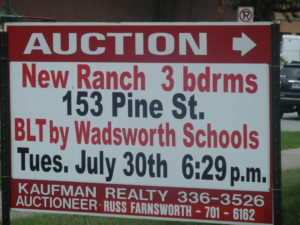 AUCTION
New Ranch 3 bdrms
153 Pine St.
BLT by Wadsworth Schools
Tues. July 30th 6:29 p.m.
KAUFMAN REALTY 336-3526
AUCTIONEER - RUSS FARNSWORTH - 701 - 6162